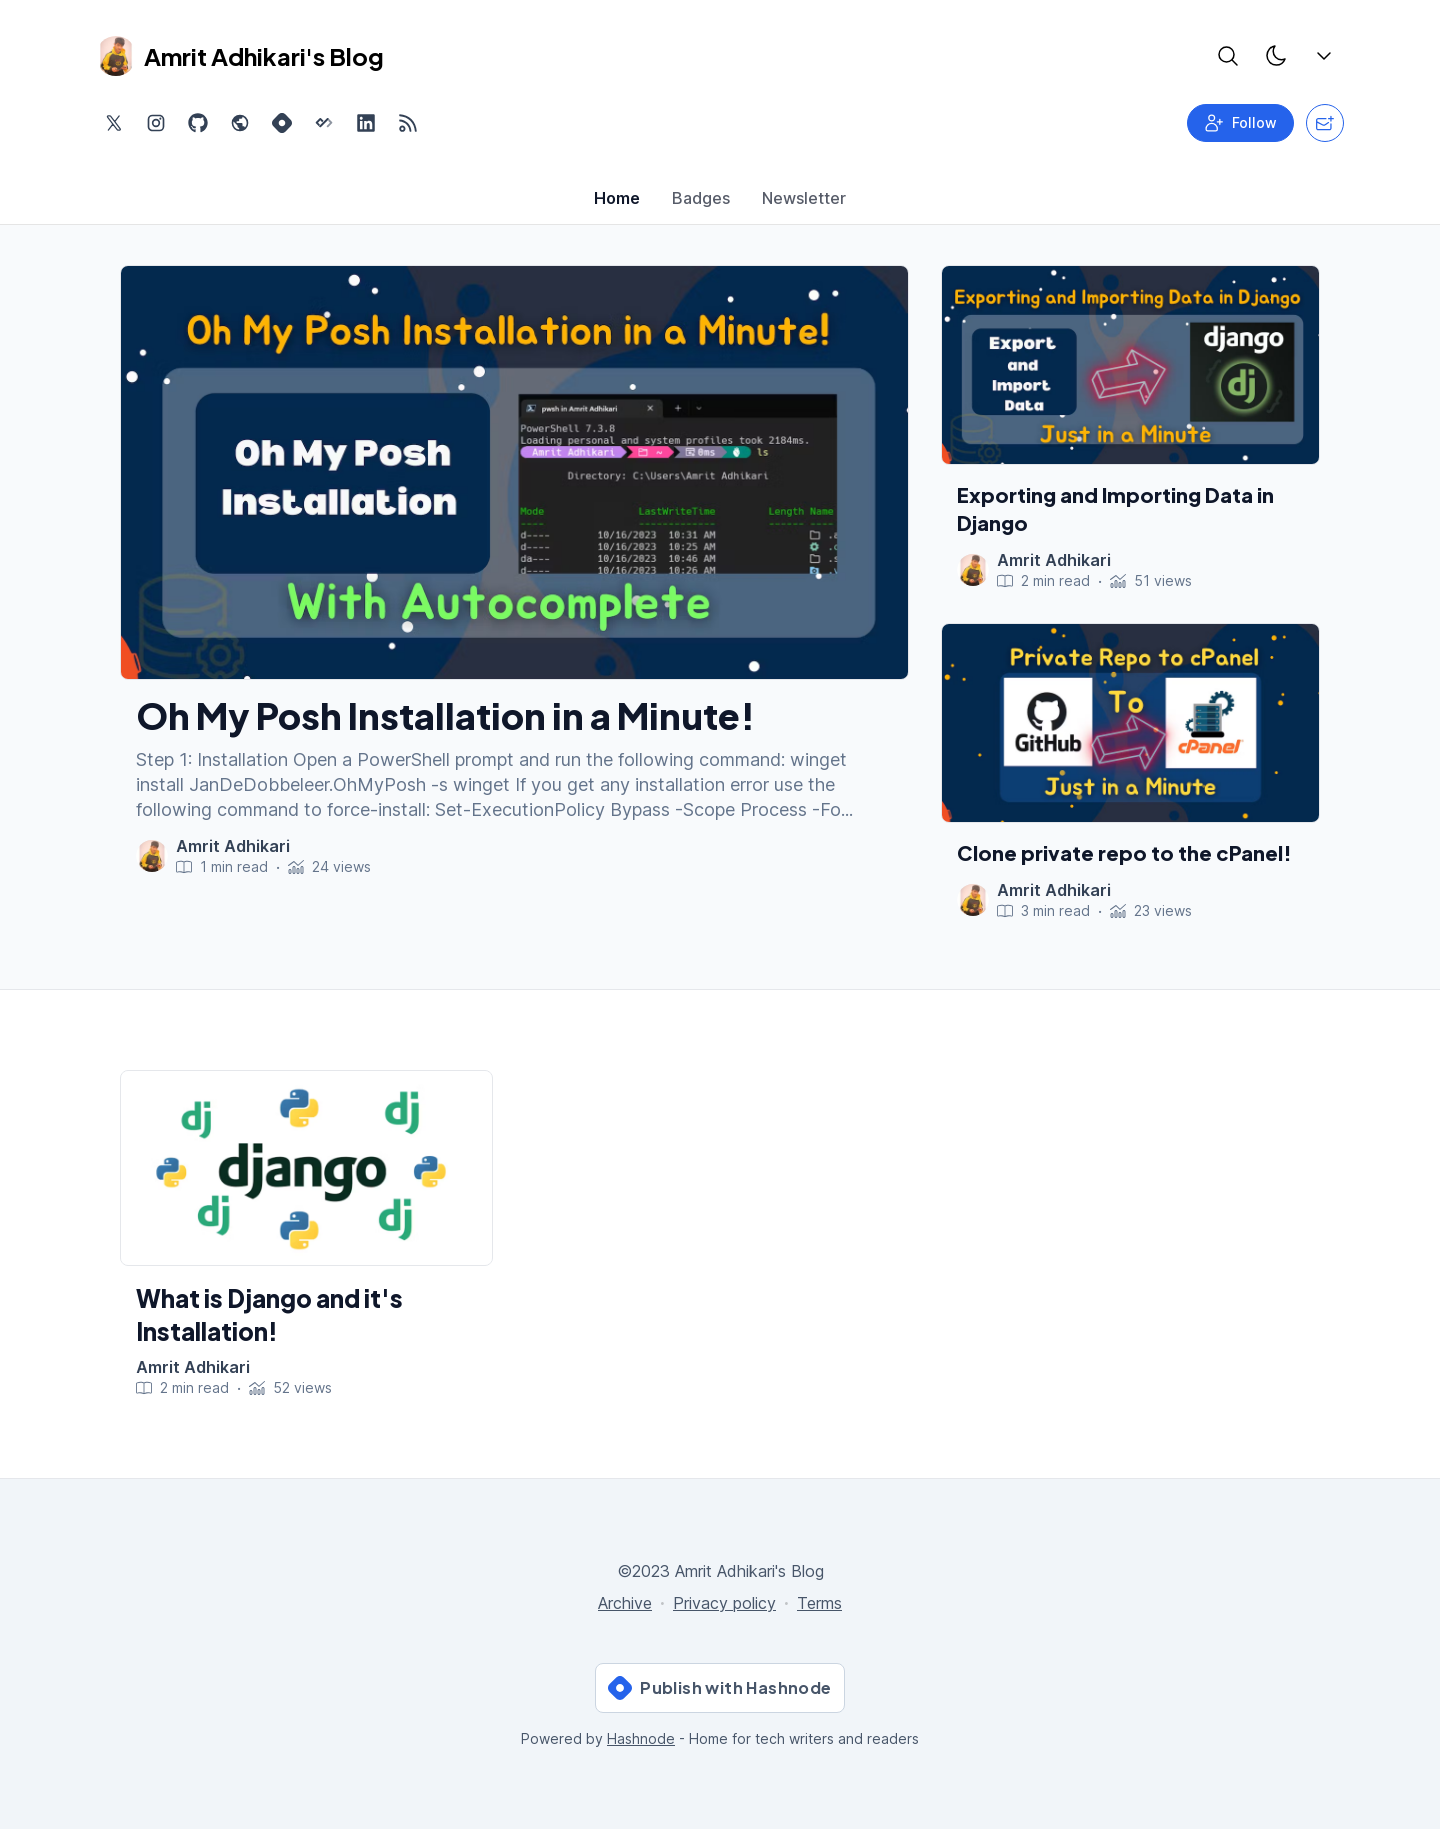 Amrit Adhikari's Blog
Follow
Home
Badges
Newsletter
Oh My Posh Installation in a Minute!
Oh My Posh
Installation
pwsh in Amrit Adhikari
PowerShell 7.3.8
Loading personal and system profiles took 2184ms.
Amrit Adhikari ~ 0ms ls
Directory: C:\Users\Amrit Adhikari
Mode LastWriteTime Length Name
---- ------------- ------ ----
d---- 10/16/2023 10:31 AM
d---- 10/16/2023 10:25 AM
da--- 10/16/2023 10:46 AM
d---- 10/16/2023 10:26 AM
With Autocomplete
Oh My Posh Installation in a Minute!
Step 1: Installation Open a PowerShell prompt and run the following command: winget
install JanDeDobbeleer.OhMyPosh -s winget If you get any installation error use the
following command to force-install: Set-ExecutionPolicy Bypass -Scope Process -Fo...
Amrit Adhikari
1 min read · 24 views
Exporting and Importing Data in Django
Export
and
Import
Data
django
dj
Just in a Minute
Exporting and Importing Data in
Django
Amrit Adhikari
2 min read · 51 views
Private Repo to cPanel
To
GitHub
cPanel
Just in a Minute
Clone private repo to the cPanel!
Amrit Adhikari
3 min read · 23 views
dj
dj
django
dj
dj
What is Django and it's
Installation!
Amrit Adhikari
2 min read · 52 views
©2023 Amrit Adhikari's Blog
Archive · Privacy policy · Terms
Publish with Hashnode
Powered by Hashnode - Home for tech writers and readers